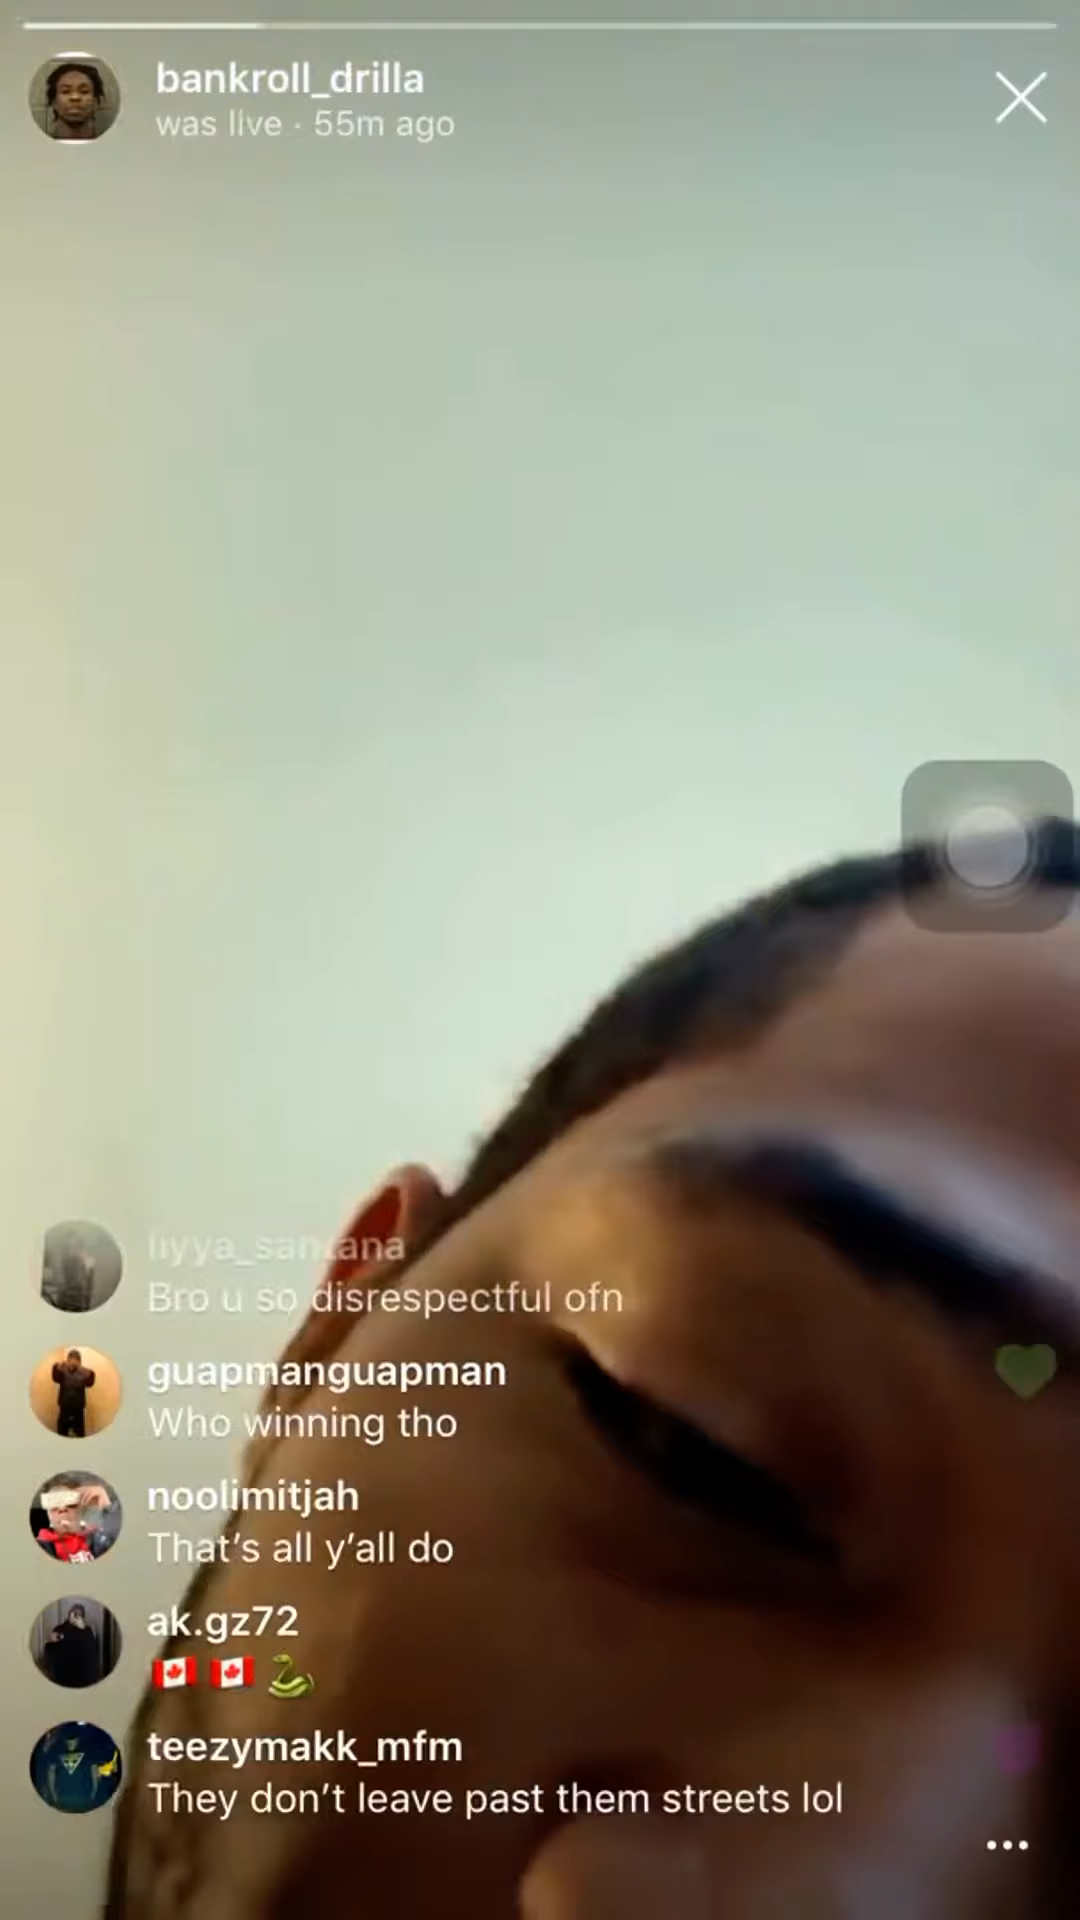 bankroll_drilla
was live · 55m ago
liyya_santana
Bro u so disrespectful ofn
guapmanguapman
Who winning tho
noolimitjah
That’s all y’all do
ak.gz72
🇨🇦 🇨🇦 🐍
teezymakk_mfm
They don’t leave past them streets lol